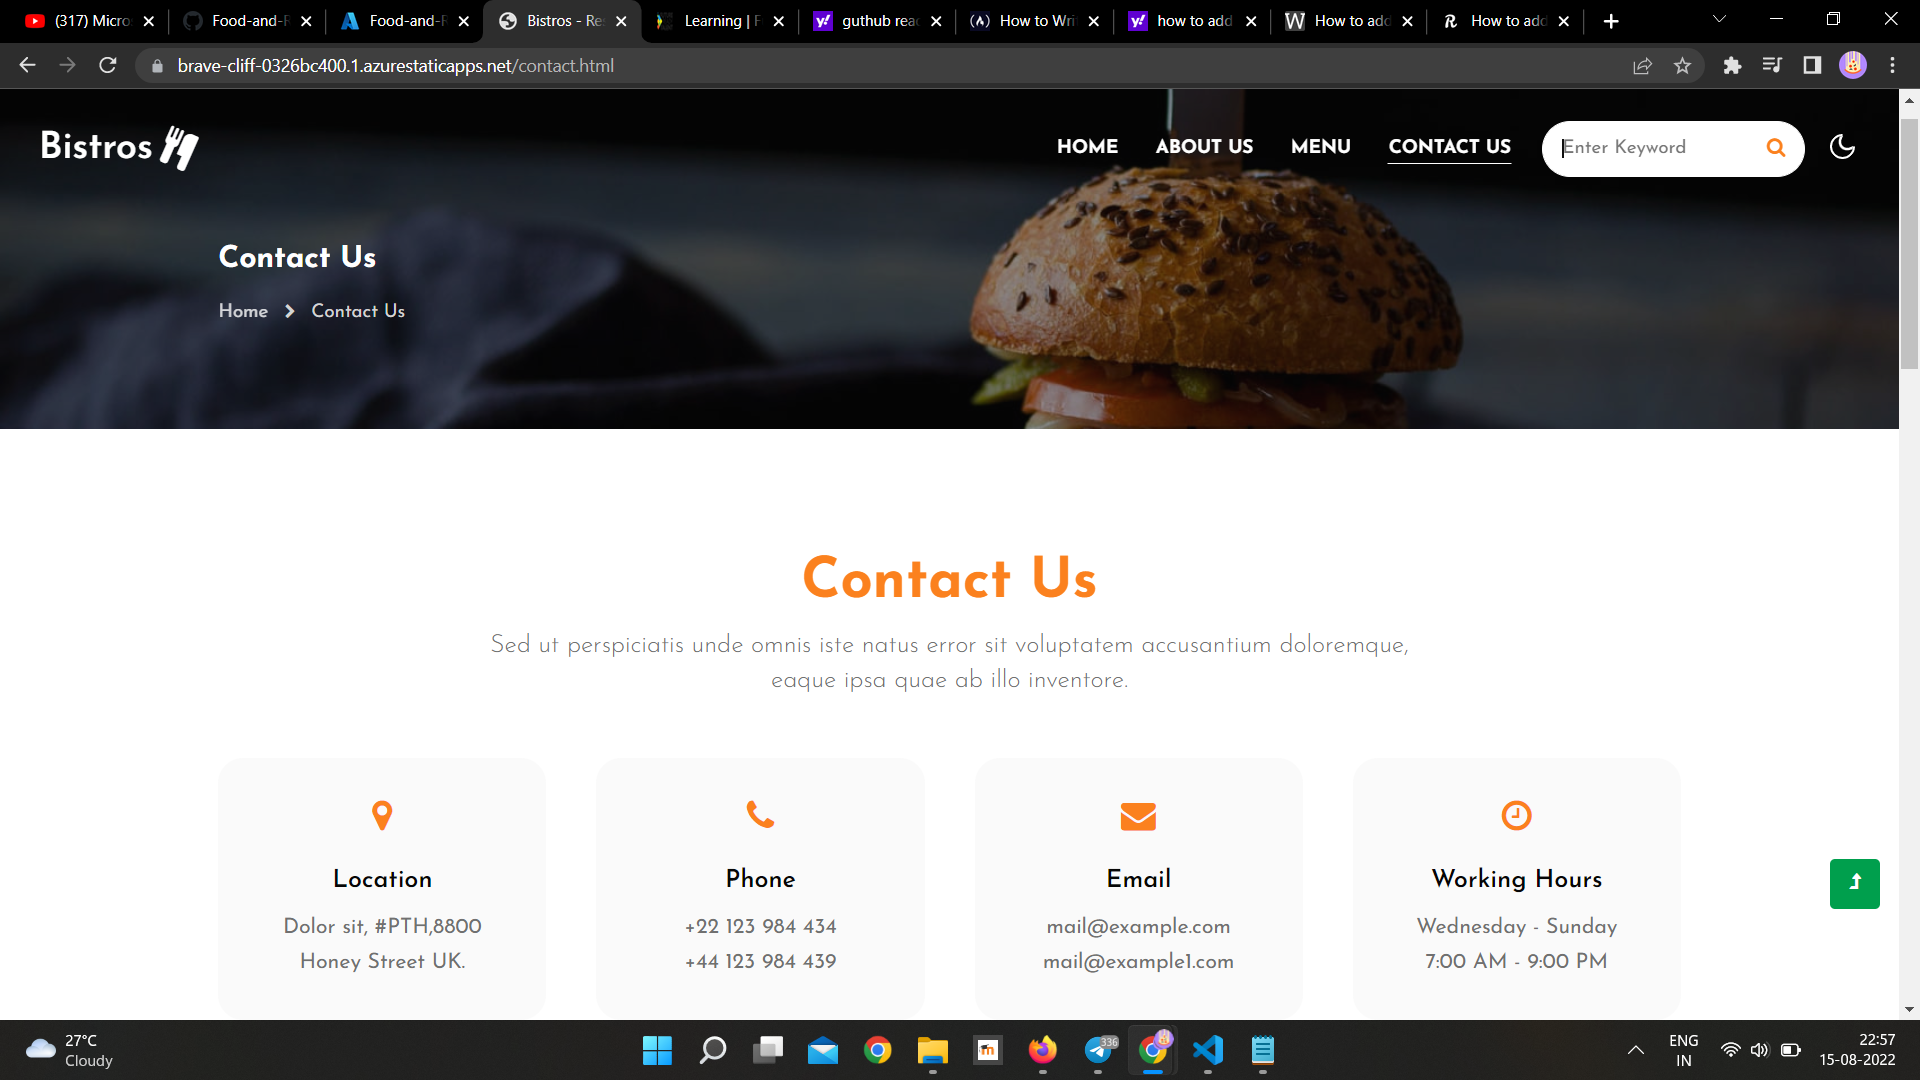 (317) Micro
Food-and-R
Food-and-R
Bistros - Res
Learning | F
guthub read
How to Writ
how to add
How to add
How to add
brave-cliff-0326bc400.1.azurestaticapps.net/contact.html
Bistros
HOME
ABOUT US
MENU
CONTACT US
Enter Keyword
Contact Us
Home
Contact Us
Contact Us
Sed ut perspiciatis unde omnis iste natus error sit voluptatem accusantium doloremque,
eaque ipsa quae ab illo inventore.
Location
Dolor sit, #PTH,8800
Honey Street UK.
Phone
+22 123 984 434
+44 123 984 439
Email
mail@example.com
mail@example1.com
Working Hours
Wednesday - Sunday
7:00 AM - 9:00 PM
27°C
Cloudy
336
ENG
IN
22:57
15-08-2022